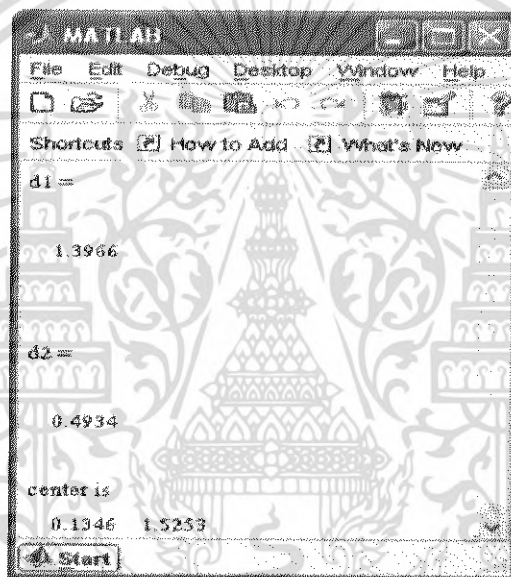 MATLAB
File Edit Debug Desktop Window Help
Shortcuts How to Add What's New
d1 =
1.3966
d2 =
0.4934
center is
0.1346 1.5253
Start